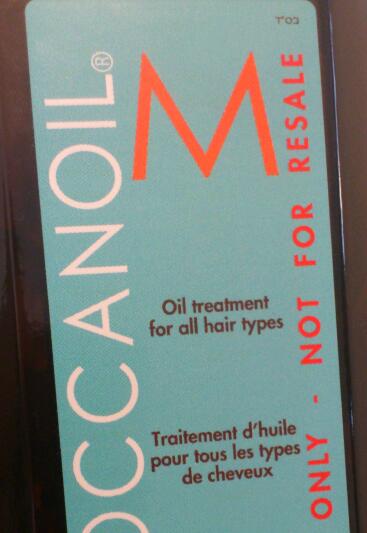 בס"ד
OCCANOIL®
M
ONLY - NOT FOR RESALE
Oil treatment
for all hair types
Traitement d'huile
pour tous les types
de cheveux